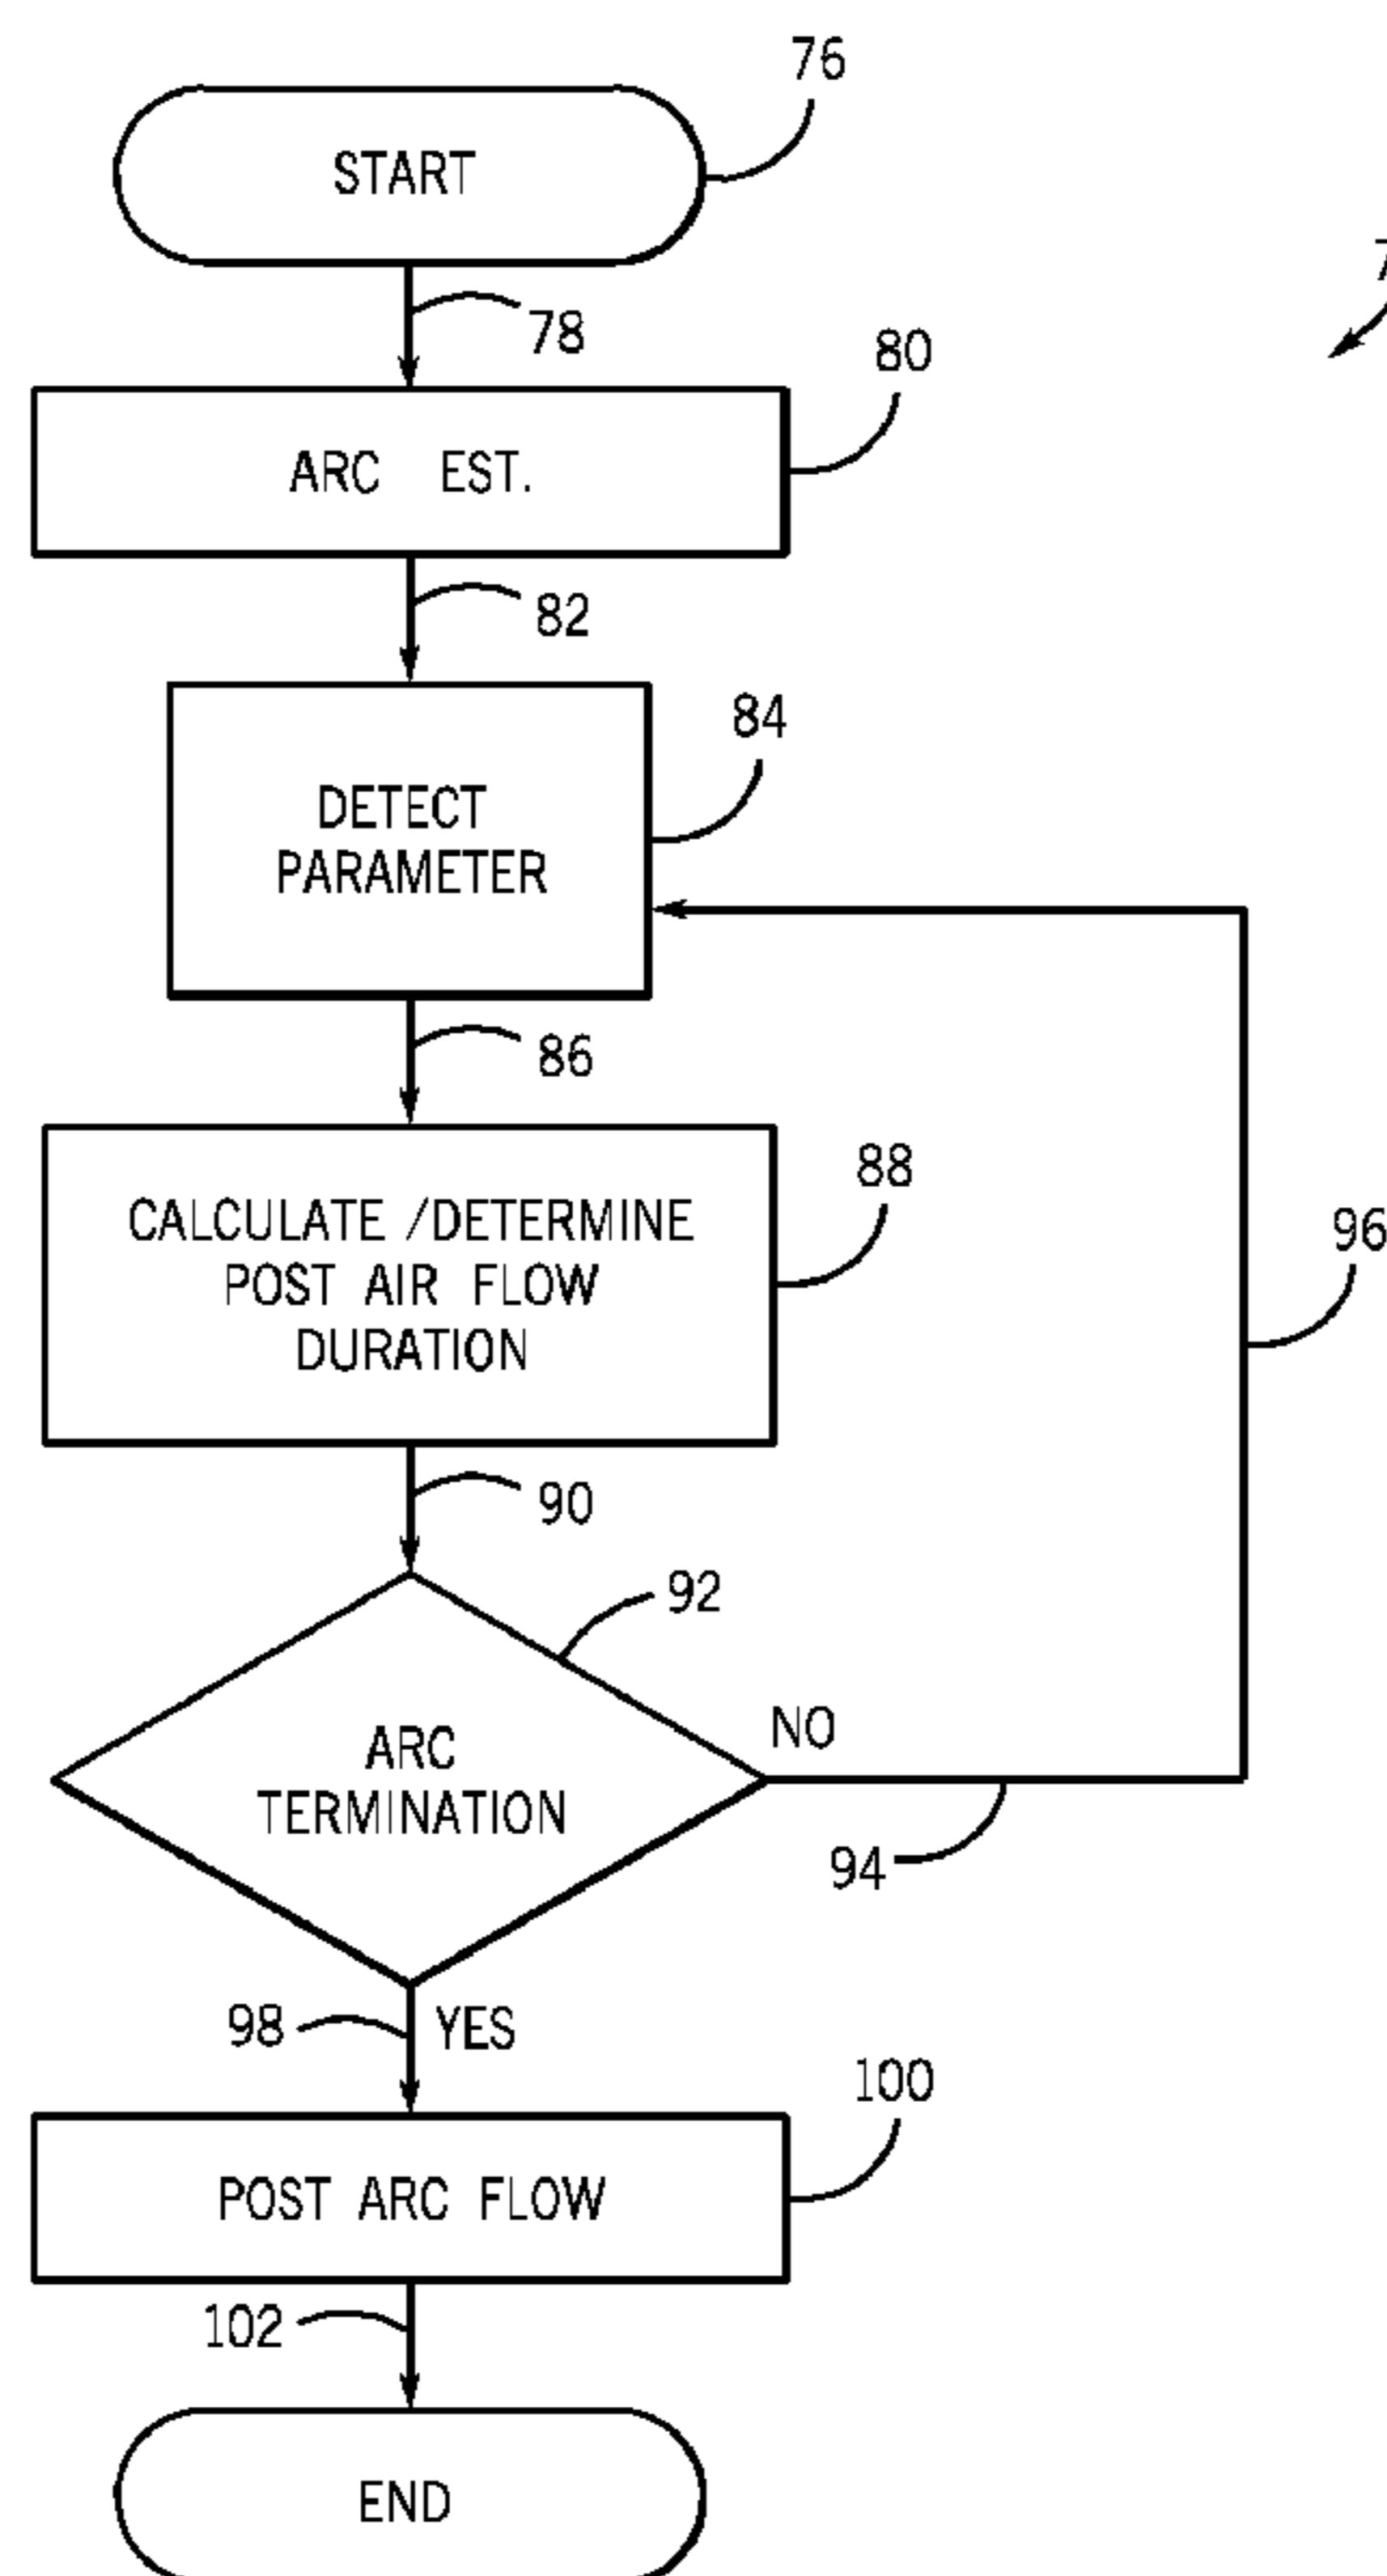 76
START
78
80
ARC EST.
82
84
DETECT
PARAMETER
86
88
CALCULATE /DETERMINE
POST AIR FLOW
DURATION
96
90
92
NO
ARC
TERMINATION
94
98
YES
100
POST ARC FLOW
102
END